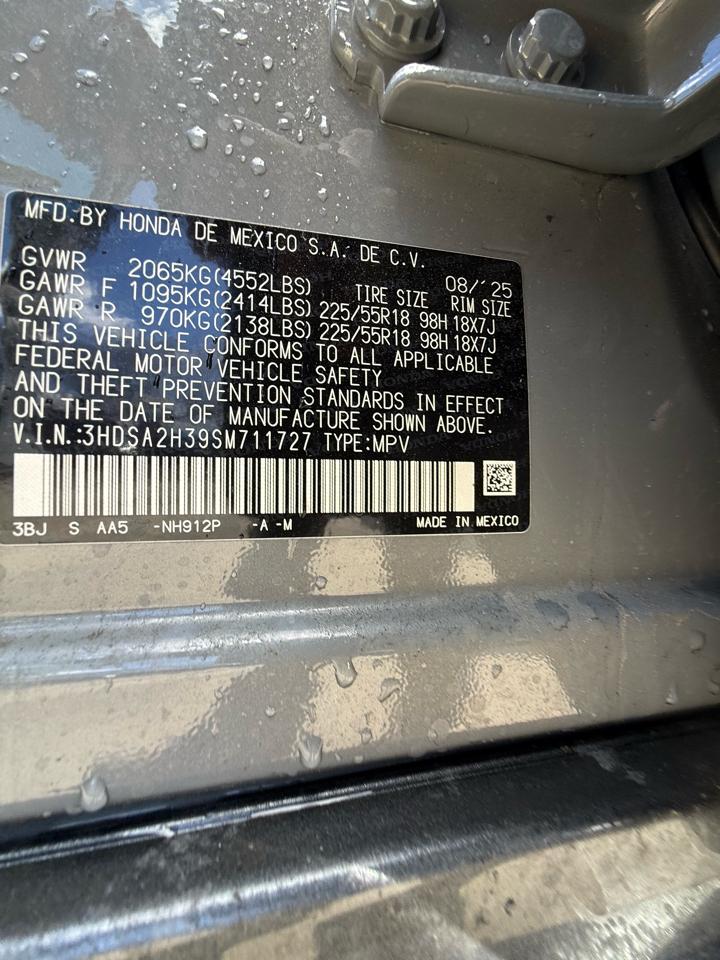 MFD. BY HONDA DE MEXICO S.A. DE C.V.
08/'25
GVWR 2065KG(4552LBS) TIRE SIZE RIM SIZE
GAWR F 1095KG(2414LBS) 225/55R18 98H 18X7J
GAWR R 970KG(2138LBS) 225/55R18 98H 18X7J
THIS VEHICLE CONFORMS TO ALL APPLICABLE
FEDERAL MOTOR VEHICLE SAFETY
AND THEFT PREVENTION STANDARDS IN EFFECT
ON THE DATE OF MANUFACTURE SHOWN ABOVE.
V.I.N.:3HDSA2H39SM711727 TYPE:MPV
3BJ S AA5 -NH912P -A -M MADE IN MEXICO